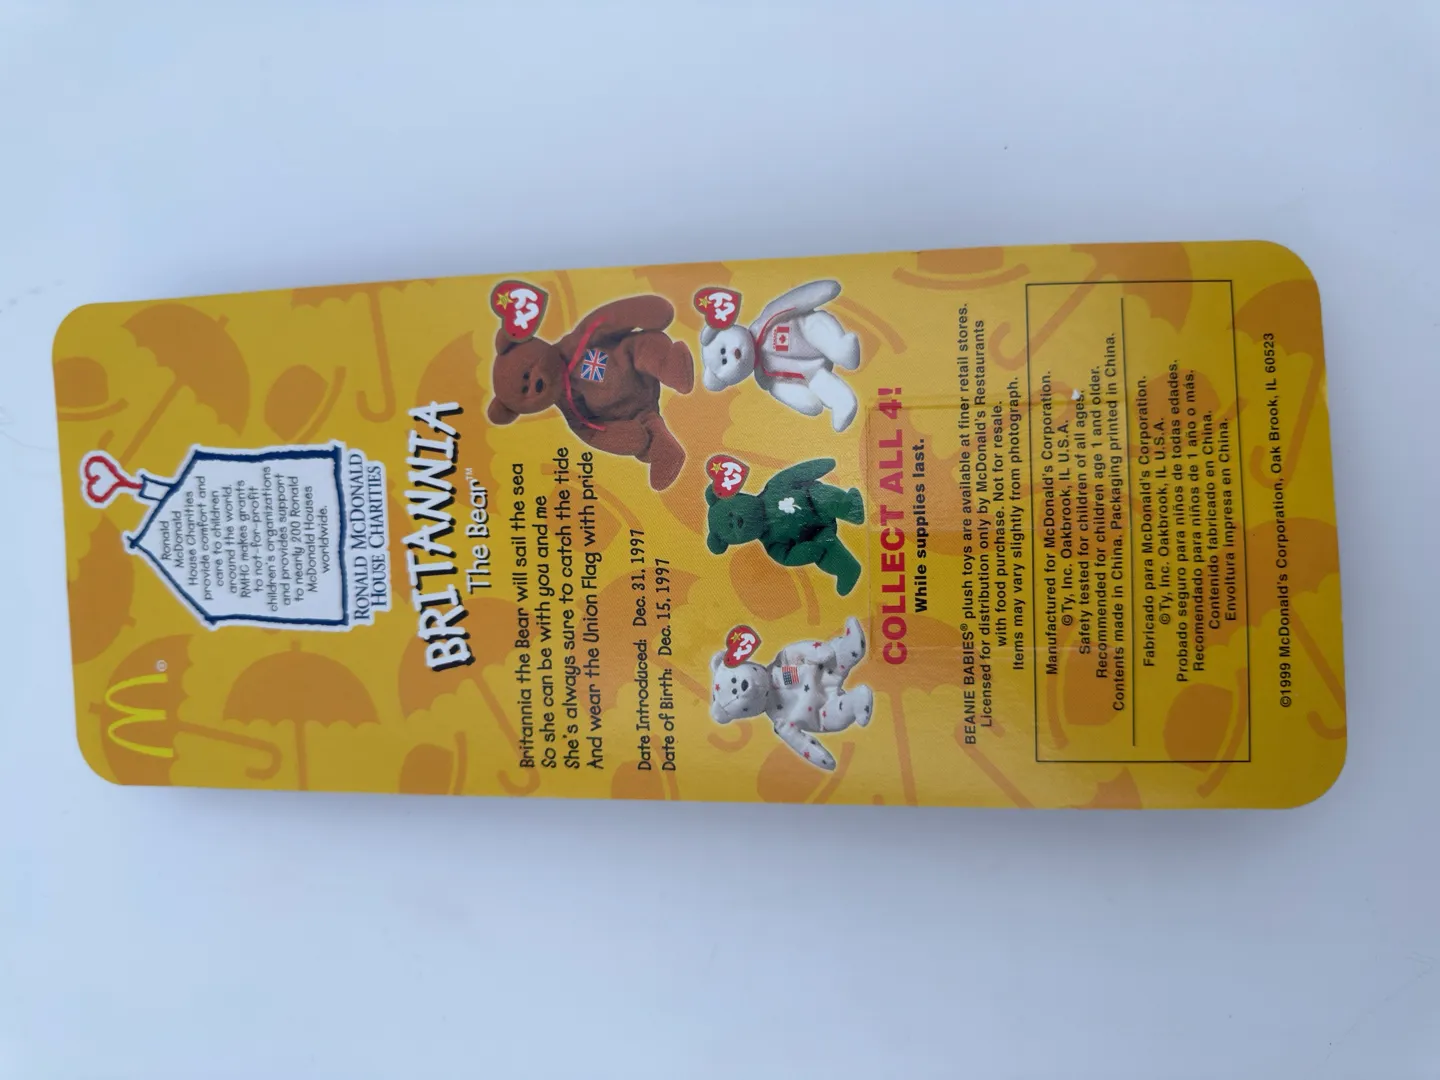 ®
Ronald
McDonald
House Charities
provide comfort and
care to children
around the world.
RMHC makes grants
to not-for-profit
children's organizations
and provides support
to nearly 200 Ronald
McDonald Houses
worldwide.
RONALD MCDONALD
HOUSE CHARITIES
BRITANNIA
The Bear™
Britannia the Bear will sail the sea
So she can be with you and me
She's always sure to catch the tide
And wear the Union Flag with pride
Date Introduced: Dec. 31, 1997
Date of Birth: Dec. 15, 1997
ty
ty
ty
ty
COLLECT ALL 4!
While supplies last.
BEANIE BABIES® plush toys are available at finer retail stores.
Licensed for distribution only by McDonald's Restaurants
with food purchase. Not for resale.
Items may vary slightly from photograph.
Manufactured for McDonald's Corporation.
©Ty, Inc. Oakbrook, IL U.S.A.
Safety tested for children of all ages.
Recommended for children age 1 and older.
Contents made in China. Packaging printed in China.
Fabricado para McDonald's Corporation.
©Ty, Inc. Oakbrook, IL U.S.A.
Probado seguro para niños de todas edades.
Recomendado para niños de 1 año o más.
Contenido fabricado en China.
Envoltura impresa en China.
©1999 McDonald's Corporation, Oak Brook, IL 60523